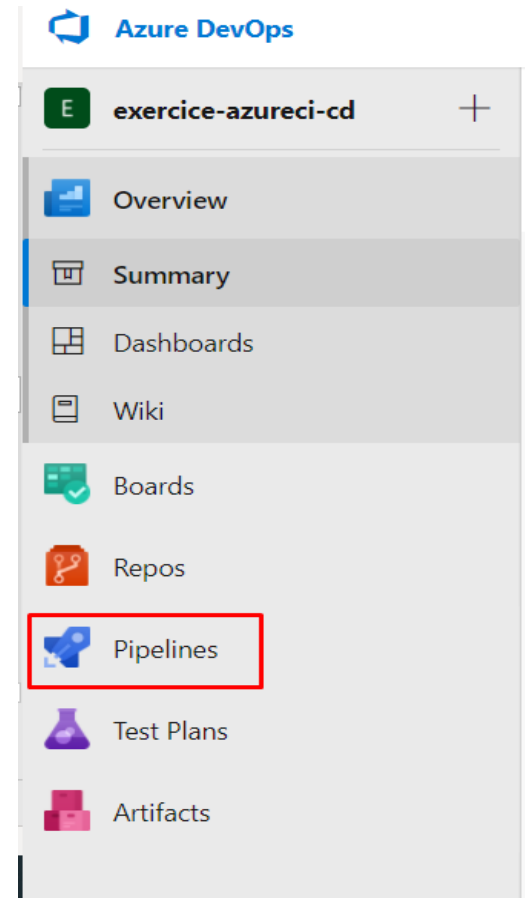 Azure DevOps
E
exercice-azureci-cd
Overview
Summary
Dashboards
Wiki
Boards
Repos
Pipelines
Test Plans
Artifacts